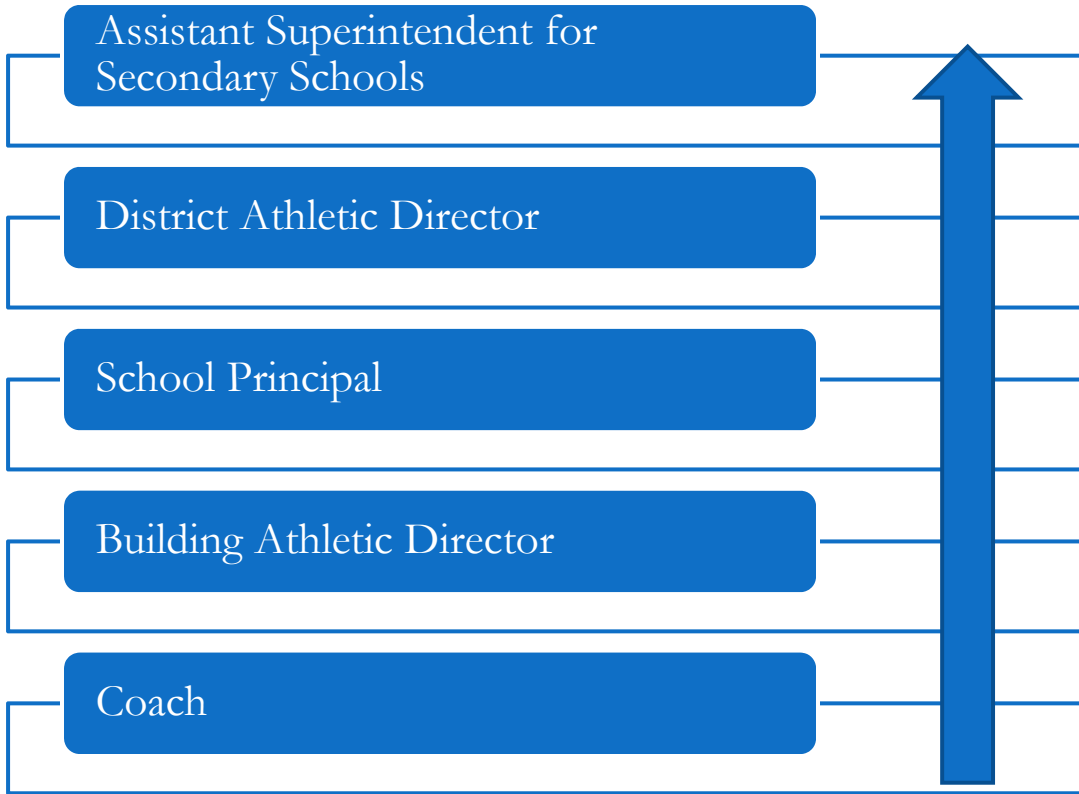 Assistant Superintendent for
Secondary Schools
District Athletic Director
School Principal
Building Athletic Director
Coach